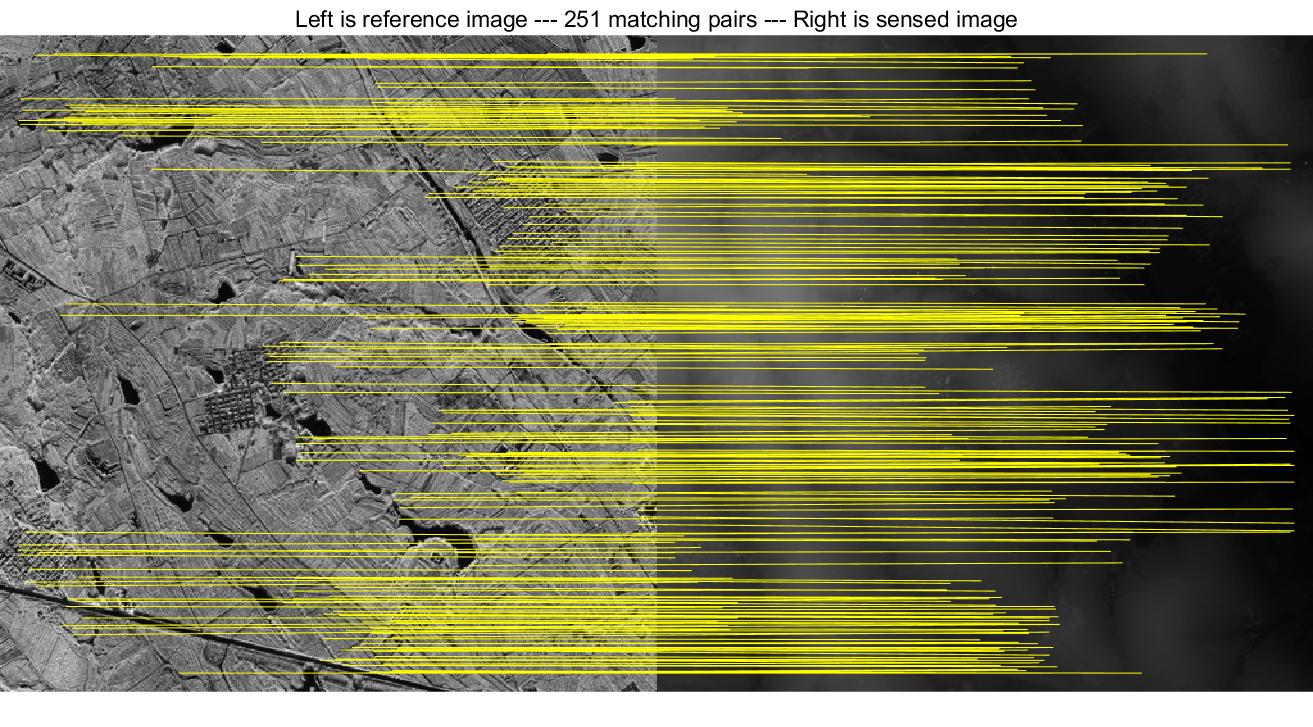 Left is reference image --- 251 matching pairs --- Right is sensed image